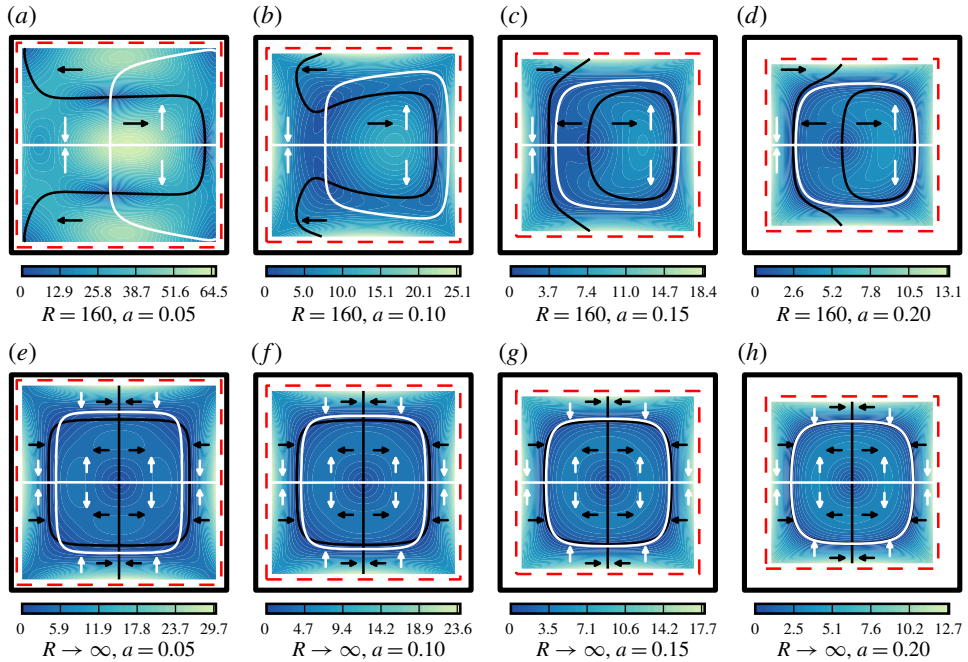 (a) (b) (c) (d)
0 12.9 25.8 38.7 51.6 64.5 0 5.0 10.0 15.1 20.1 25.1 0 3.7 7.4 11.0 14.7 18.4 0 2.6 5.2 7.8 10.5 13.1
R = 160, a = 0.05 R = 160, a = 0.10 R = 160, a = 0.15 R = 160, a = 0.20
(e) (f) (g) (h)
0 5.9 11.9 17.8 23.7 29.7 0 4.7 9.4 14.2 18.9 23.6 0 3.5 7.1 10.6 14.2 17.7 0 2.5 5.1 7.6 10.2 12.7
R → ∞, a = 0.05 R → ∞, a = 0.10 R → ∞, a = 0.15 R → ∞, a = 0.20